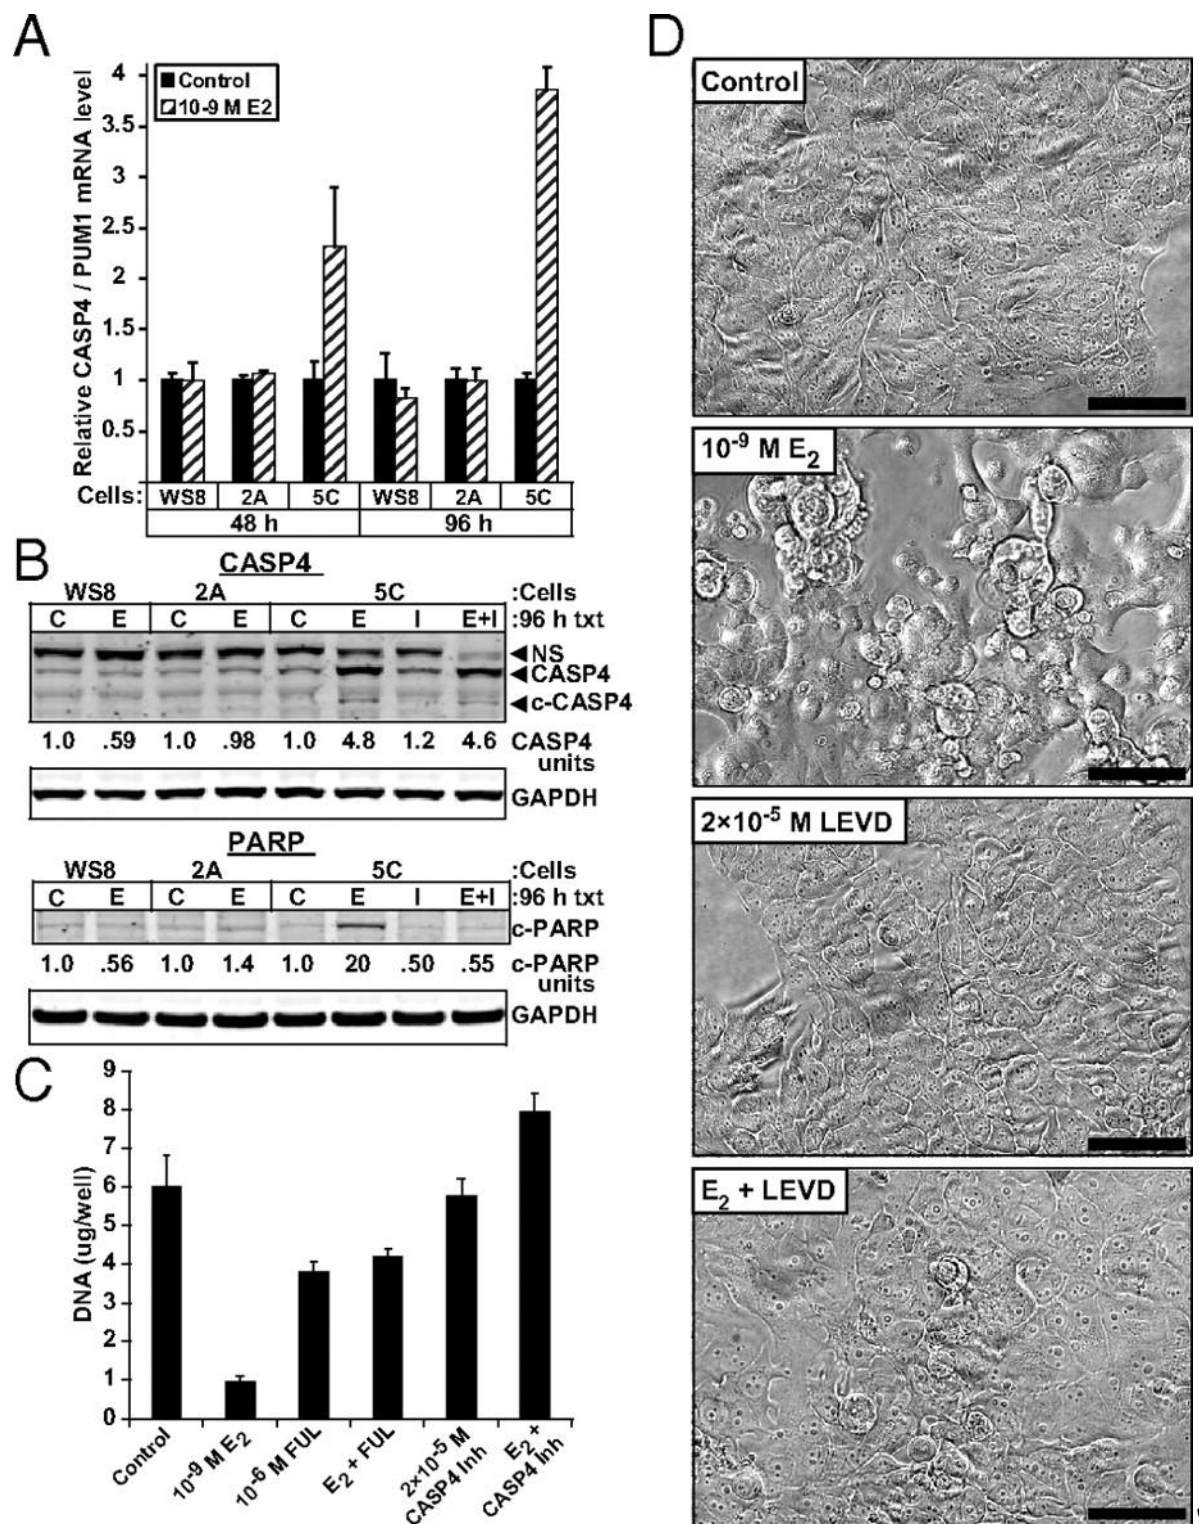 A
Relative CASP4 / PUM1 mRNA level
4
3.5
3
2.5
2
1.5
1
0.5
Control
10-9 M E2
Cells: WS8 2A 5C WS8 2A 5C
48 h 96 h
B
CASP4
WS8 2A 5C :Cells
C E C E C E I E+I :96 h txt
NS
CASP4
c-CASP4
1.0 .59 1.0 .98 1.0 4.8 1.2 4.6 CASP4 units
GAPDH
PARP
WS8 2A 5C :Cells
C E C E C E I E+I :96 h txt
c-PARP
1.0 .56 1.0 1.4 1.0 20 .50 .55 c-PARP units
GAPDH
C
DNA (ug/well)
9
8
7
6
5
4
3
2
1
0
Control
10⁻⁹ M E₂
10⁻⁶ M FUL
E₂ + FUL
2×10⁻⁵ M
CASP4 Inh
E₂ +
CASP4 Inh
D
Control
10⁻⁹ M E₂
2×10⁻⁵ M LEVD
E₂ + LEVD